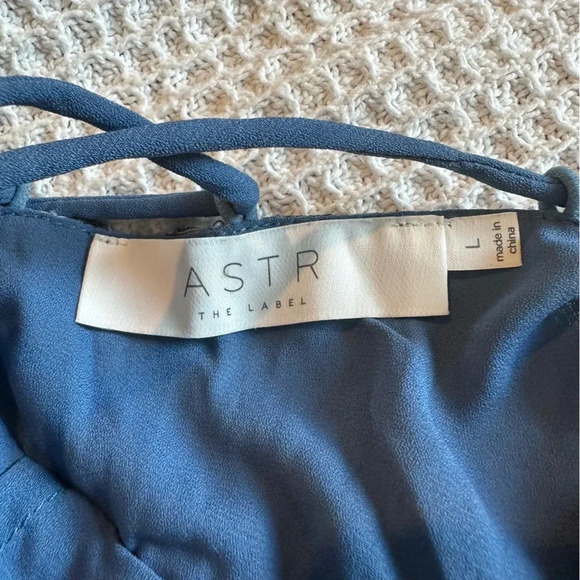 ASTR
THE LABEL
L
made in
china